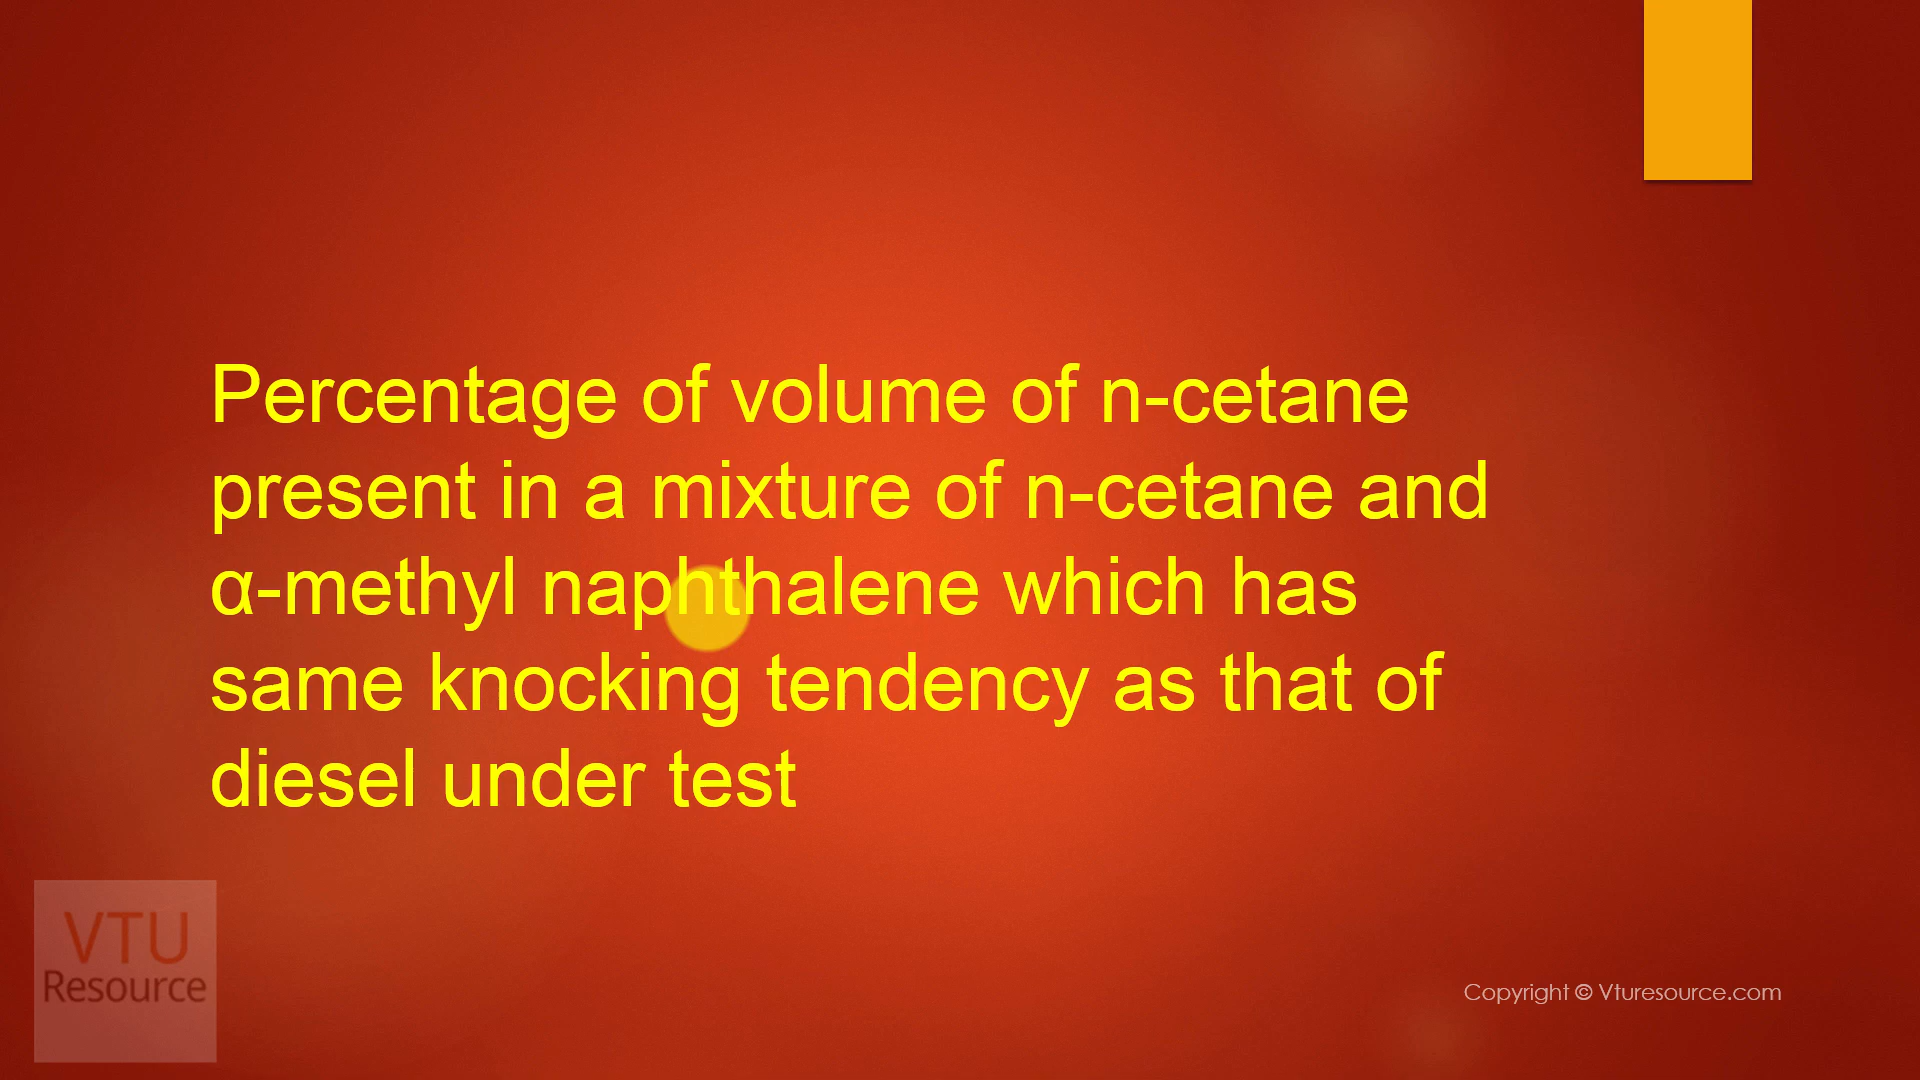 Percentage of volume of n-cetane
present in a mixture of n-cetane and
α-methyl naphthalene which has
same knocking tendency as that of
diesel under test
VTU
Resource
Copyright © Vturesource.com